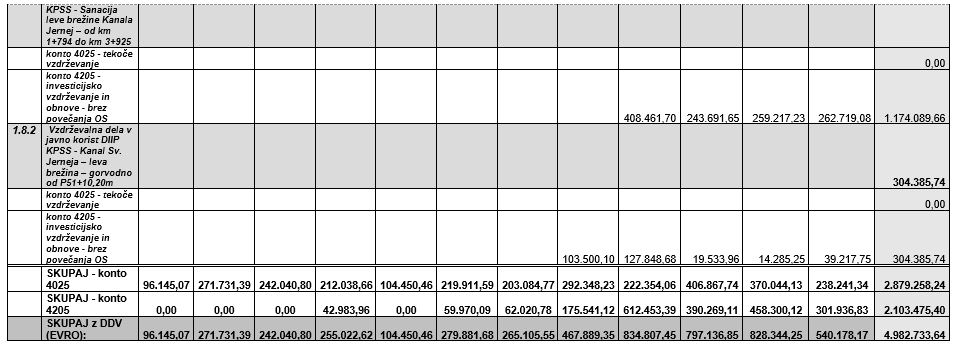 KPSS - Sanacija
leve brežine Kanala
Jernej – od km
1+794 do km 3+925
konto 4025 - tekoče
vzdrževanje 0,00
konto 4205 -
investicijsko
vzdrževanje in
obnove - brez
povečanja OS 408.461,70 243.691,65 259.217,23 262.719,08 1.174.089,66
1.8.2 Vzdrževalna dela v
javno korist DIIP
KPSS - Kanal Sv.
Jerneja – leva
brežina – gorvodno
od P51+10,20m 304.385,74
konto 4025 - tekoče
vzdrževanje 0,00
konto 4205 -
investicijsko
vzdrževanje in
obnove - brez
povečanja OS 103.500,10 127.848,68 19.533,96 14.285,25 39.217,75 304.385,74
SKUPAJ - konto
4025 96.145,07 271.731,39 242.040,80 212.038,66 104.450,46 219.911,59 203.084,77 292.348,23 222.354,06 406.867,74 370.044,13 238.241,34 2.879.258,24
SKUPAJ - konto
4205 0,00 0,00 0,00 42.983,96 0,00 59.970,09 62.020,78 175.541,12 612.453,39 390.269,11 458.300,12 301.936,83 2.103.475,40
SKUPAJ z DDV
(EVRO): 96.145,07 271.731,39 242.040,80 255.022,62 104.450,46 279.881,68 265.105,55 467.889,35 834.807,45 797.136,85 828.344,25 540.178,17 4.982.733,64